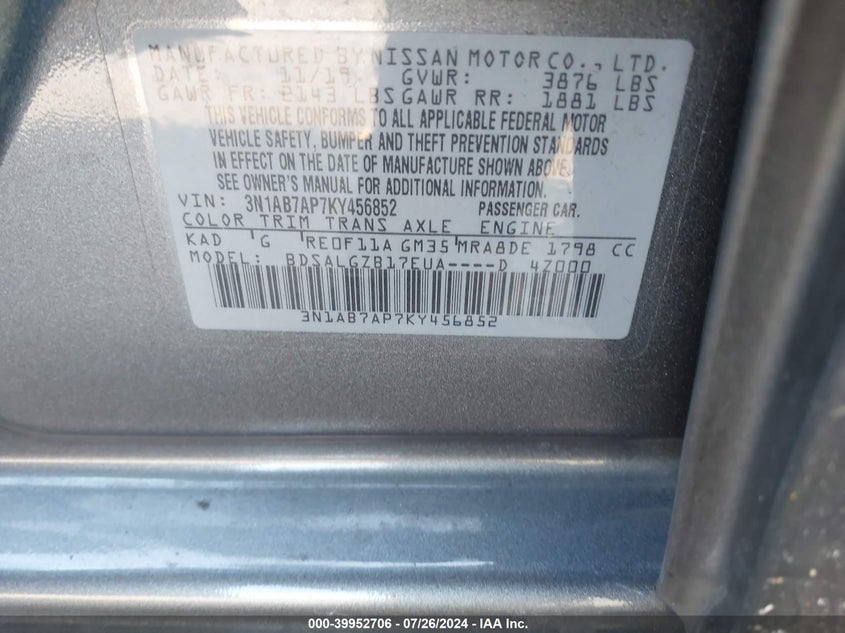 MANUFACTURED BY NISSAN MOTOR CO., LTD.
DATE: 11/19 GVWR: 3876 LBS
GAWR FR: 2143 LBS GAWR RR: 1881 LBS
THIS VEHICLE CONFORMS TO ALL APPLICABLE FEDERAL MOTOR
VEHICLE SAFETY, BUMPER AND THEFT PREVENTION STANDARDS
IN EFFECT ON THE DATE OF MANUFACTURE SHOWN ABOVE.
SEE OWNER'S MANUAL FOR ADDITIONAL INFORMATION.
VIN: 3N1AB7AP7KY456852 PASSENGER CAR.
COLOR TRIM TRANS AXLE ENGINE
KAD G RE0F11A GM35 MRA8DE 1798 CC
MODEL: BDSALGZB17EUA----D 4Z000
3N1AB7AP7KY456852
000-39952706 - 07/26/2024 - IAA Inc.